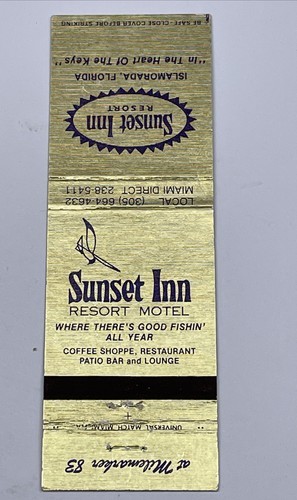 BE SAFE - CLOSE COVER BEFORE STRIKING
"In The Heart Of The Keys"
ISLAMORADA, FLORIDA
Sunset Inn
RESORT
LOCAL (305) 664-4632
MIAMI DIRECT 238-5411
Sunset Inn
RESORT MOTEL
WHERE THERE'S GOOD FISHIN'
ALL YEAR
COFFEE SHOPPE, RESTAURANT
PATIO BAR and LOUNGE
UNIVERSAL MATCH MIAMI, FLA.
at Milemarker 83